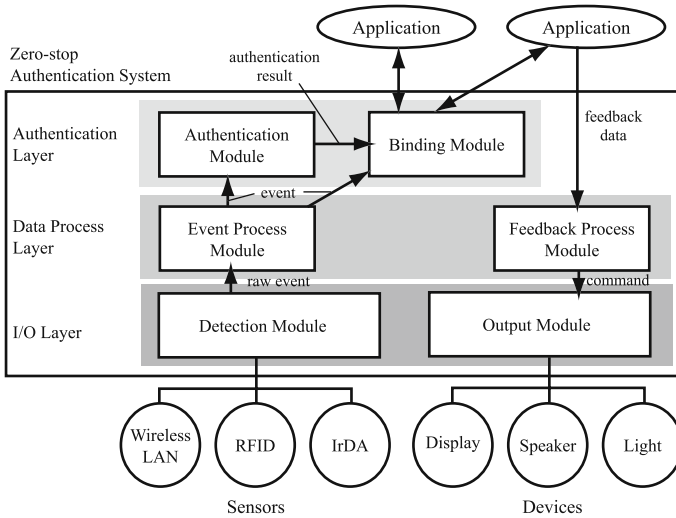 Application
Application
Zero-stop
Authentication System
authentication
result
Authentication
Layer
Authentication
Module
Binding Module
feedback
data
event
Data Process
Layer
Event Process
Module
Feedback Process
Module
raw event
command
I/O Layer
Detection Module
Output Module
Wireless
LAN
RFID
IrDA
Display
Speaker
Light
Sensors
Devices